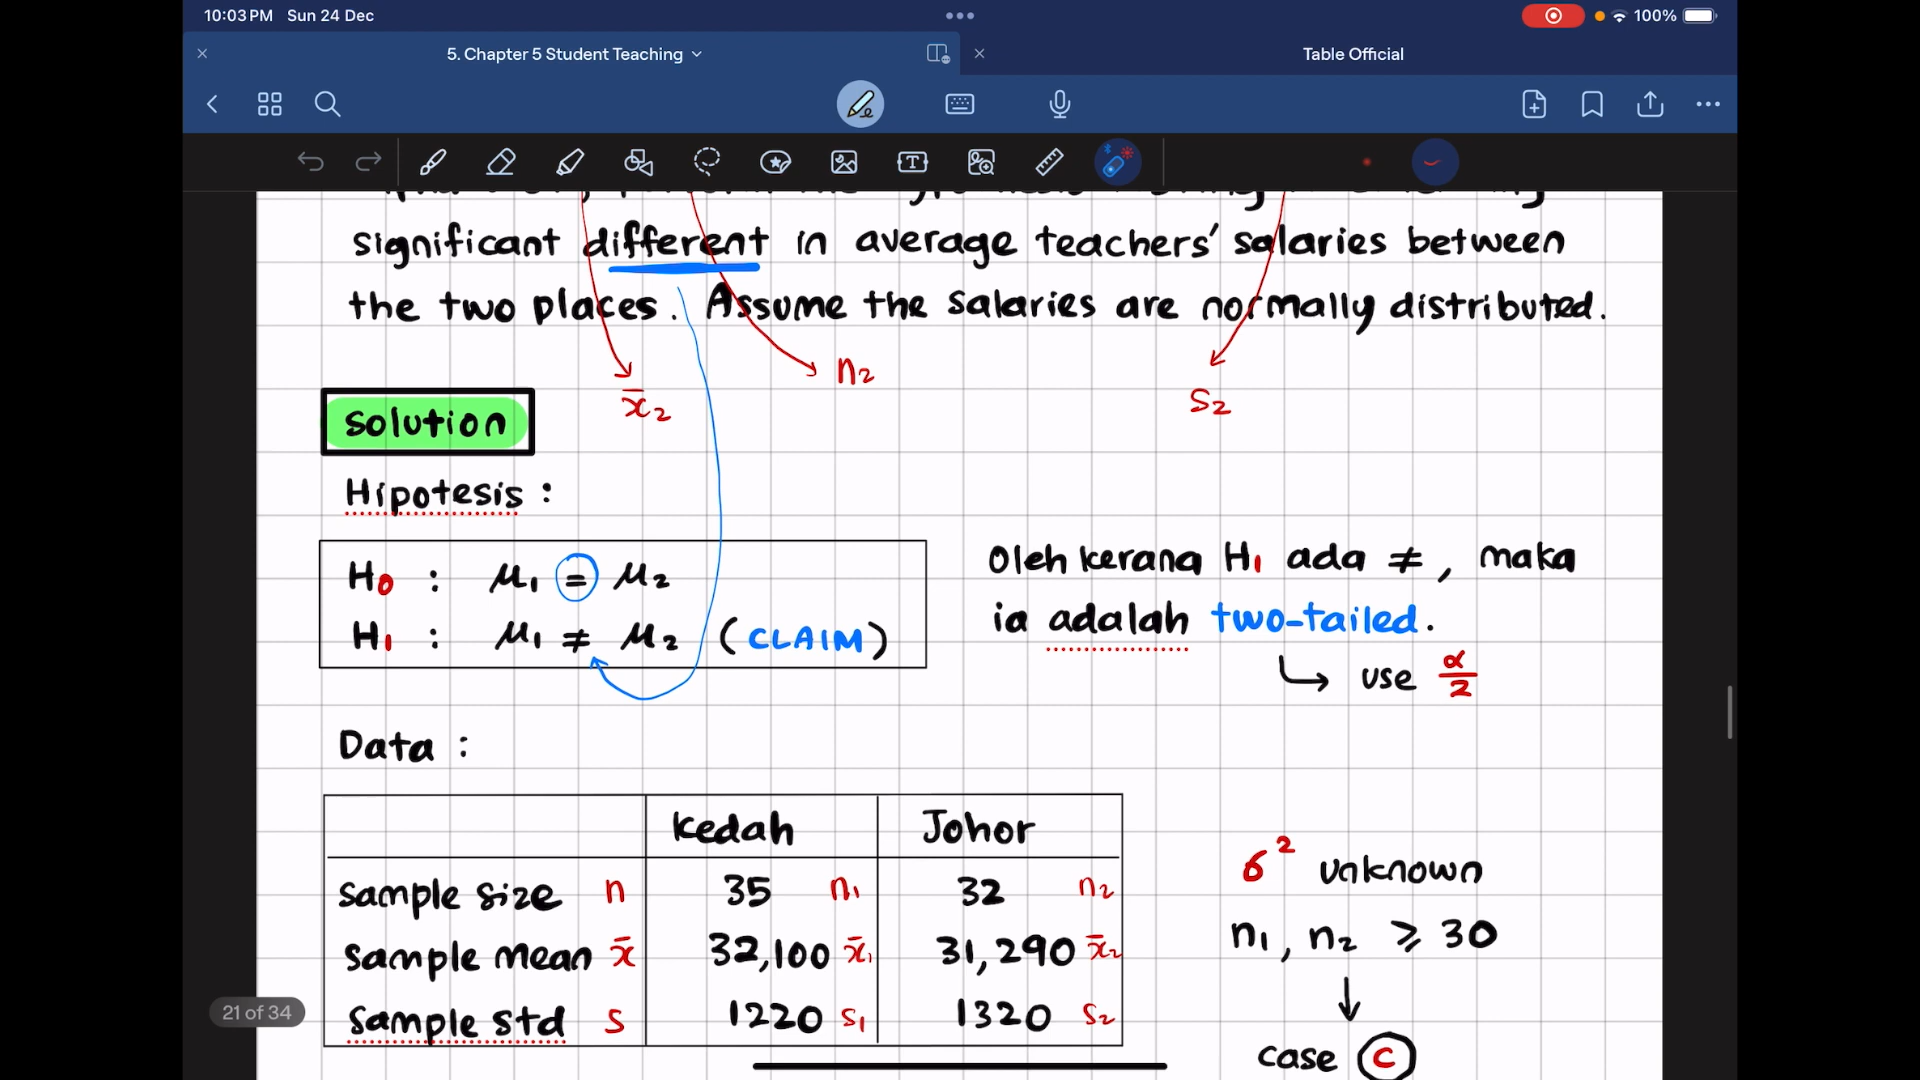 10:03 PM Sun 24 Dec
100%
5. Chapter 5 Student Teaching
Table Official
significant different in average teachers' salaries between
the two places. Assume the salaries are normally distributed.
x̄2
n2
s2
Solution
Hipotesis :
H0 : μ1 = μ2
H1 : μ1 ≠ μ2 (CLAIM)
Oleh kerana H1 ada ≠, maka
ia adalah two-tailed.
↳ use α/2
Data :
Kedah Johor
sample size n 35 n1 32 n2
sample mean x̄ 32,100 x̄1 31,290 x̄2
sample std s 1220 s1 1320 s2
σ² unknown
n1, n2 ⩾ 30
↓
case C
21 of 34